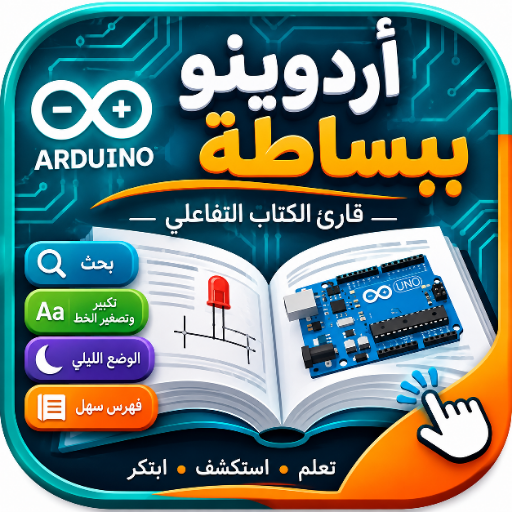 أردوينو
ببساطة
ARDUINO
قارئ الكتاب التفاعلي
بحث
Aa
تكبير
وتصغير الخط
الوضع الليلي
فهرس سهل
UNO
تعلم • استكشف • ابتكر